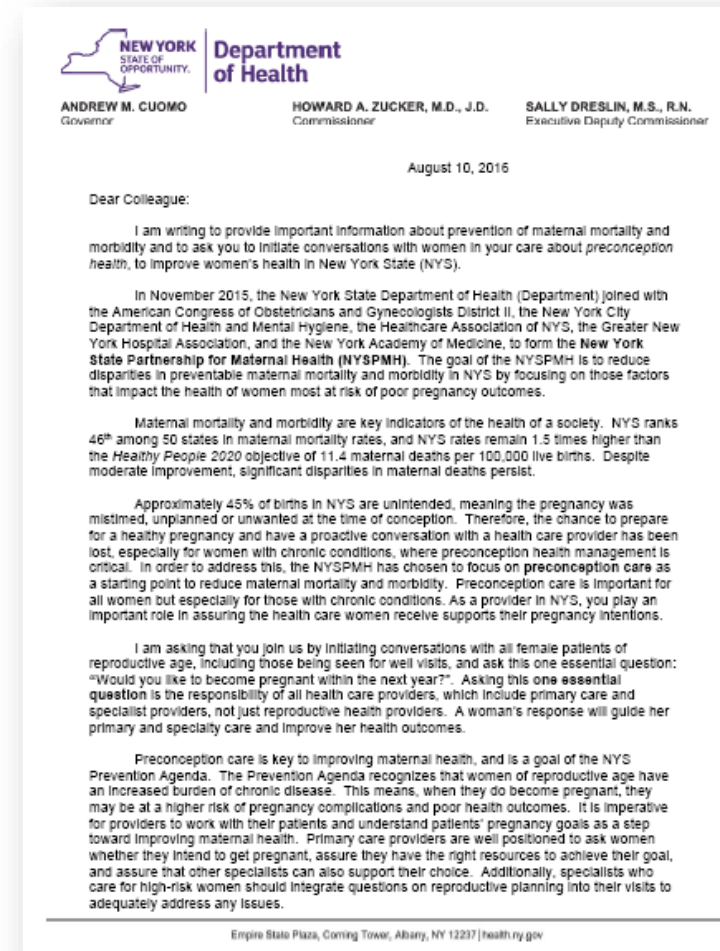 NEW YORK
STATE OF
OPPORTUNITY.
Department
of Health
ANDREW M. CUOMO
Governor
HOWARD A. ZUCKER, M.D., J.D.
Commissioner
SALLY DRESLIN, M.S., R.N.
Executive Deputy Commissioner
August 10, 2016
Dear Colleague:
I am writing to provide important information about prevention of maternal mortality and
morbidity and to ask you to initiate conversations with women in your care about preconception
health, to improve women's health in New York State (NYS).
In November 2015, the New York State Department of Health (Department) joined with
the American Congress of Obstetricians and Gynecologists District II, the New York City
Department of Health and Mental Hygiene, the Healthcare Association of NYS, the Greater New
York Hospital Association, and the New York Academy of Medicine, to form the New York
State Partnership for Maternal Health (NYSPMH). The goal of the NYSPMH is to reduce
disparities in preventable maternal mortality and morbidity in NYS by focusing on those factors
that impact the health of women most at risk of poor pregnancy outcomes.
Maternal mortality and morbidity are key indicators of the health of a society. NYS ranks
46th among 50 states in maternal mortality rates, and NYS rates remain 1.5 times higher than
the Healthy People 2020 objective of 11.4 maternal deaths per 100,000 live births. Despite
moderate improvement, significant disparities in maternal deaths persist.
Approximately 45% of births in NYS are unintended, meaning the pregnancy was
mistimed, unplanned or unwanted at the time of conception. Therefore, the chance to prepare
for a healthy pregnancy and have a proactive conversation with a health care provider has been
lost, especially for women with chronic conditions, where preconception health management is
critical. In order to address this, the NYSPMH has chosen to focus on preconception care as
a starting point to reduce maternal mortality and morbidity. Preconception care is important for
all women but especially for those with chronic conditions. As a provider in NYS, you play an
important role in assuring the health care women receive supports their pregnancy intentions.
I am asking that you join us by initiating conversations with all female patients of
reproductive age, including those being seen for well visits, and ask this one essential question:
"Would you like to become pregnant within the next year?". Asking this one essential
question is the responsibility of all health care providers, which include primary care and
specialist providers, not just reproductive health providers. A woman's response will guide her
primary and specialty care and improve her health outcomes.
Preconception care is key to improving maternal health, and is a goal of the NYS
Prevention Agenda. The Prevention Agenda recognizes that women of reproductive age have
an increased burden of chronic disease. This means, when they do become pregnant, they
may be at a higher risk of pregnancy complications and poor health outcomes. It is imperative
for providers to work with their patients and understand patients' pregnancy goals as a step
toward improving maternal health. Primary care providers are well positioned to ask women
whether they intend to get pregnant, assure they have the right resources to achieve their goal,
and assure that other specialists can also support their choice. Additionally, specialists who
care for high-risk women should integrate questions on reproductive planning into their visits to
adequately address any issues.
Empire State Plaza, Corning Tower, Albany, NY 12237 | health.ny.gov